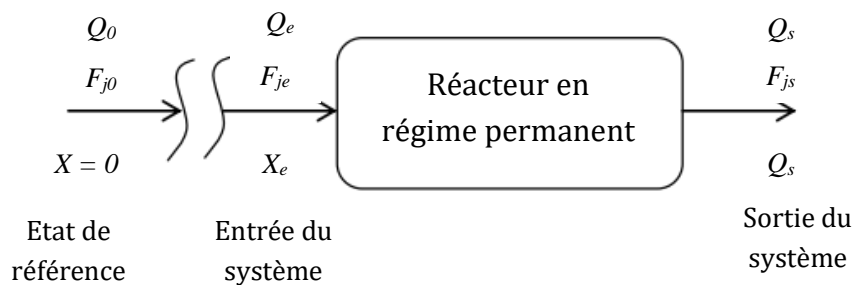 Q0 Qe Qs
Fj0 Fje Fjs
Réacteur en
régime permanent
X = 0 Xe Qs
Etat de
référence
Entrée du
système
Sortie du
système